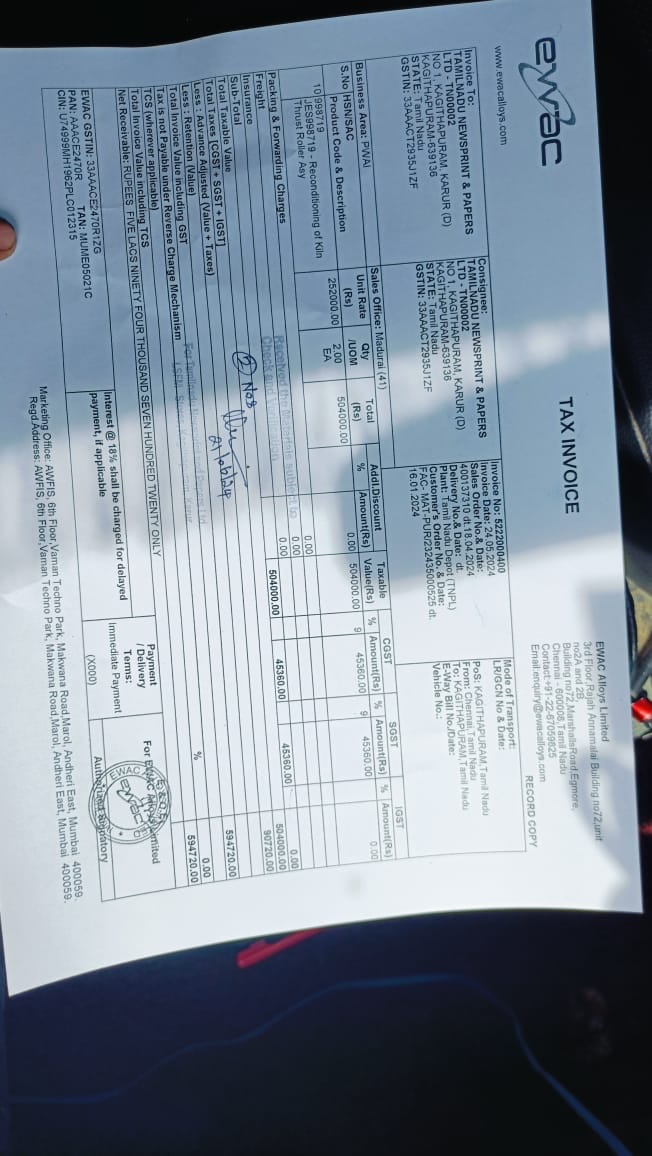 ewac
www.ewacalloys.com
TAX INVOICE
EWAC Alloys Limited
3rd Floor, Rajah Annamalai Building no72,unit
no2A and 2B,
Building no72,MarshallsRoad,Egmore,
Chennai - 600008,Tamil Nadu
Contact:+91-22-67059825
Email:enquiry@ewacalloys.com
RECORD COPY
Invoice To:
TAMILNADU NEWSPRINT & PAPERS
LTD - TN00002
NO 1, KAGITHAPURAM, KARUR (D)
KAGITHAPURAM-639136
STATE: Tamil Nadu
GSTIN: 33AAACT2935J1ZF
Consignee:
TAMILNADU NEWSPRINT & PAPERS
LTD - TN00002
NO 1, KAGITHAPURAM, KARUR (D)
KAGITHAPURAM-639136
STATE: Tamil Nadu
GSTIN: 33AAACT2935J1ZF
Invoice No: 5222000400
Invoice Date: 24.05.2024
Sales Order No.& Date:
400137310 dt.18.04.2024
Delivery No.& Date: dt.
Plant: Tamil Nadu Depot (TNPL)
Customer's Order No. & Date:
FAC- MAT.PUR/232435000525 dt.
16.01.2024
Mode of Transport:
LR/GCN No & Date:
PoS: KAGITHAPURAM,Tamil Nadu
From: Chennai,Tamil Nadu
To: KAGITHAPURAM,Tamil Nadu
E-Way Bill No./Date:
Vehicle No.:
Business Area: PWAI
Sales Office: Madurai (41)
S.No HSN/SAC Product Code & Description Unit Rate (Rs) Qty /UOM Total (Rs) Addl.Discount % Amount(Rs) Taxable Value(Rs) CGST % Amount(Rs) SGST % Amount(Rs) IGST % Amount(Rs)
10 998719 252000.00 2.00 504000.00 0.00 504000.00 9 45360.00 9 45360.00 0.00
JES998719 - Reconditioning of Kiln EA
Thrust Roller Asy
Packing & Forwarding Charges 0.00
Freight 0.00
Insurance 0.00
Sub-Total 504000.00 45360.00 45360.00 0.00
Total Taxable Value 504000.00
Total Taxes [CGST + SGST + IGST] 90720.00
Less : Advance Adjusted (Value + Taxes)
Less : Retention (Value)
Total Invoice Value including GST 594720.00
Tax is not Payable under Reverse Charge Mechanism
TCS (wherever applicable) % 0.00
Total Invoice Value including TCS 594720.00
Net Receivable: RUPEES FIVE LACS NINETY FOUR THOUSAND SEVEN HUNDRED TWENTY ONLY
Received the Materials subject to
2 Nos
EWAC GSTIN: 33AAACE2470R1ZG
PAN: AAACE2470R TAN: MUME05021C
CIN: U74999MH1962PLC012315
Interest @ 18% shall be charged for delayed
payment, if applicable
Payment
/ Delivery
Terms:
Immediate Payment
(X000)
For EWAC Alloys Limited
Authorized Signatory
Marketing Office: AWFIS, 6th Floor,Vaman Techno Park, Makwana Road,Marol, Andheri East, Mumbai 400059.
Regd.Address: AWFIS, 6th Floor,Vaman Techno Park, Makwana Road,Marol, Andheri East, Mumbai 400059.